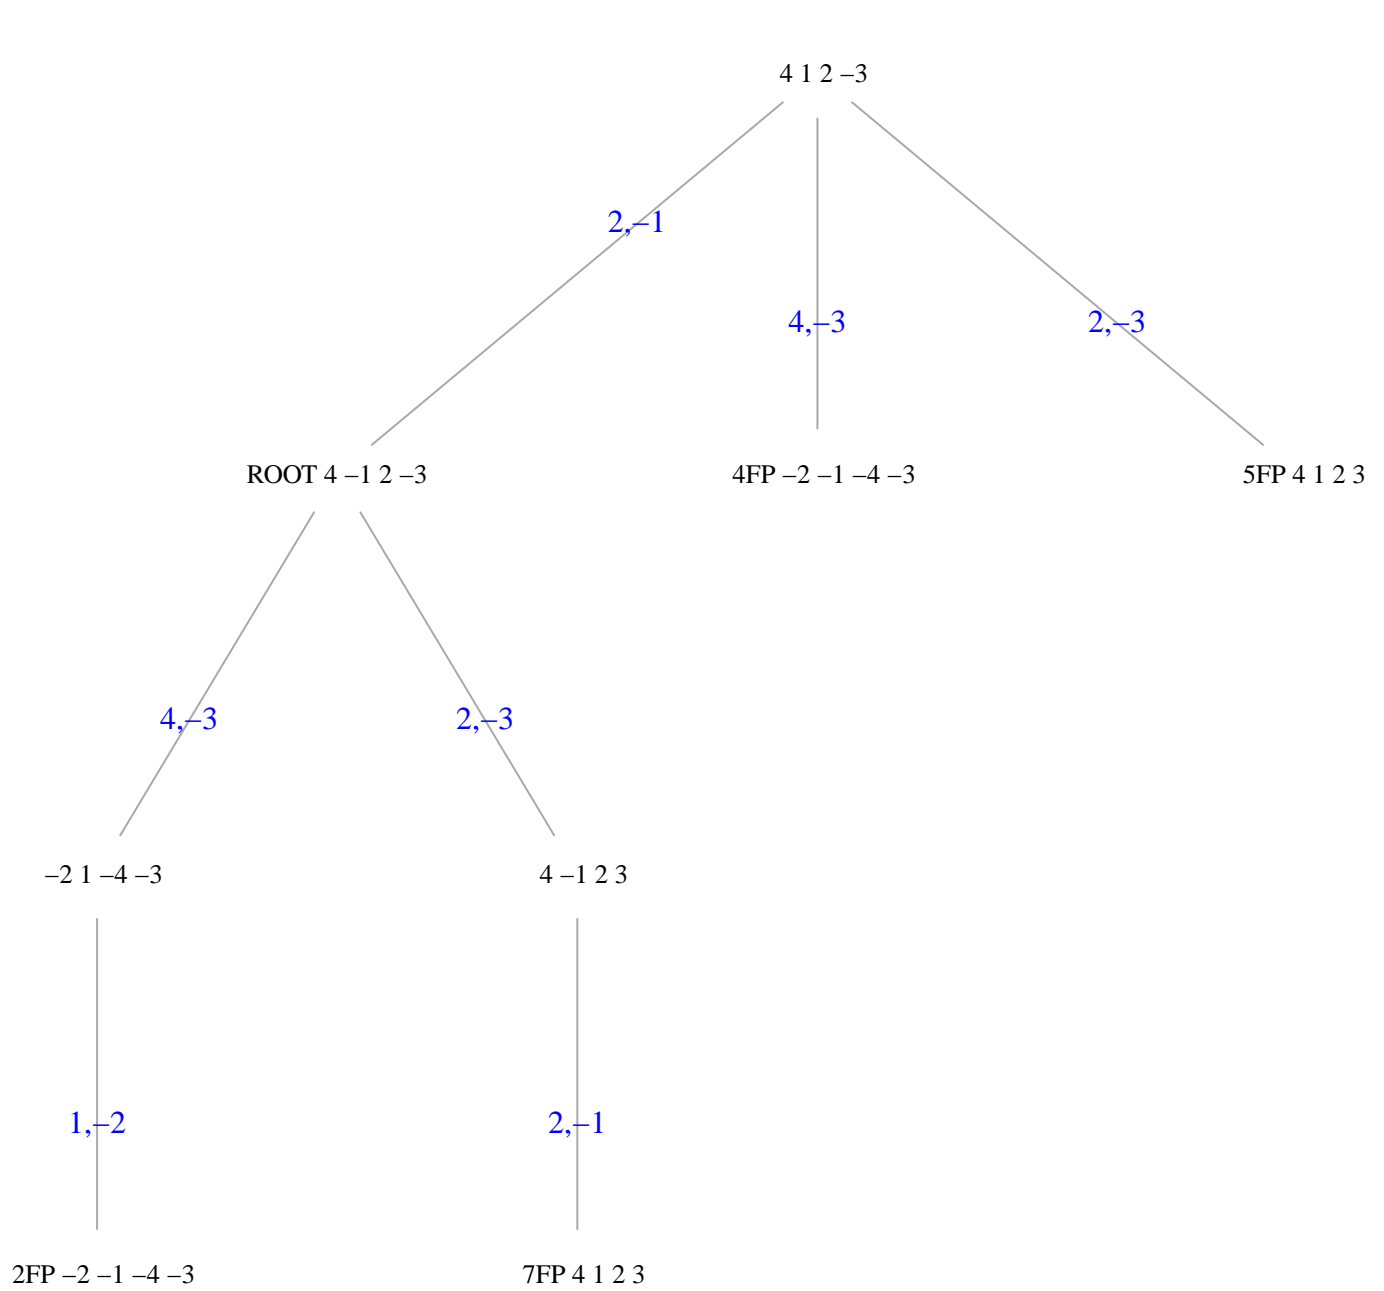 4 1 2 –3
2,–1
4,–3
2,–3
ROOT 4 –1 2 –3
4FP –2 –1 –4 –3
5FP 4 1 2 3
4,–3
2,–3
–2 1 –4 –3
4 –1 2 3
1,–2
2,–1
2FP –2 –1 –4 –3
7FP 4 1 2 3